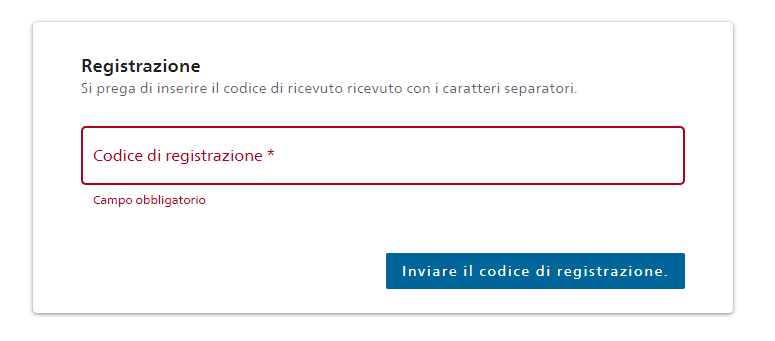 Registrazione
Si prega di inserire il codice di ricevuto ricevuto con i caratteri separatori.
Codice di registrazione *
Campo obbligatorio
Inviare il codice di registrazione.